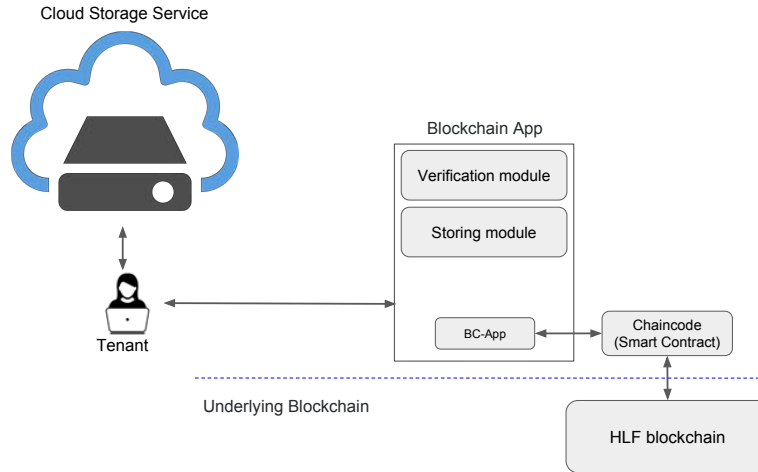 Cloud Storage Service
Blockchain App
Verification module
Storing module
Tenant
BC-App
Chaincode
(Smart Contract)
Underlying Blockchain
HLF blockchain